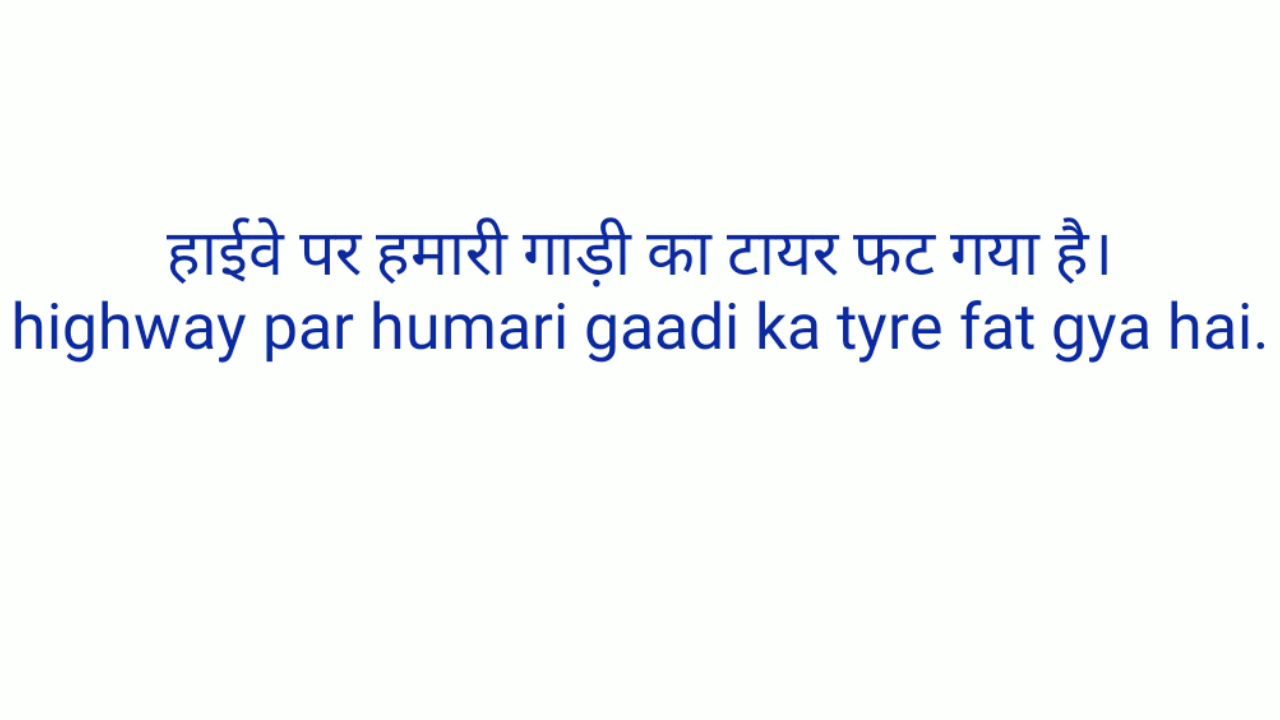 हाईवे पर हमारी गाड़ी का टायर फट गया है।
highway par humari gaadi ka tyre fat gya hai.